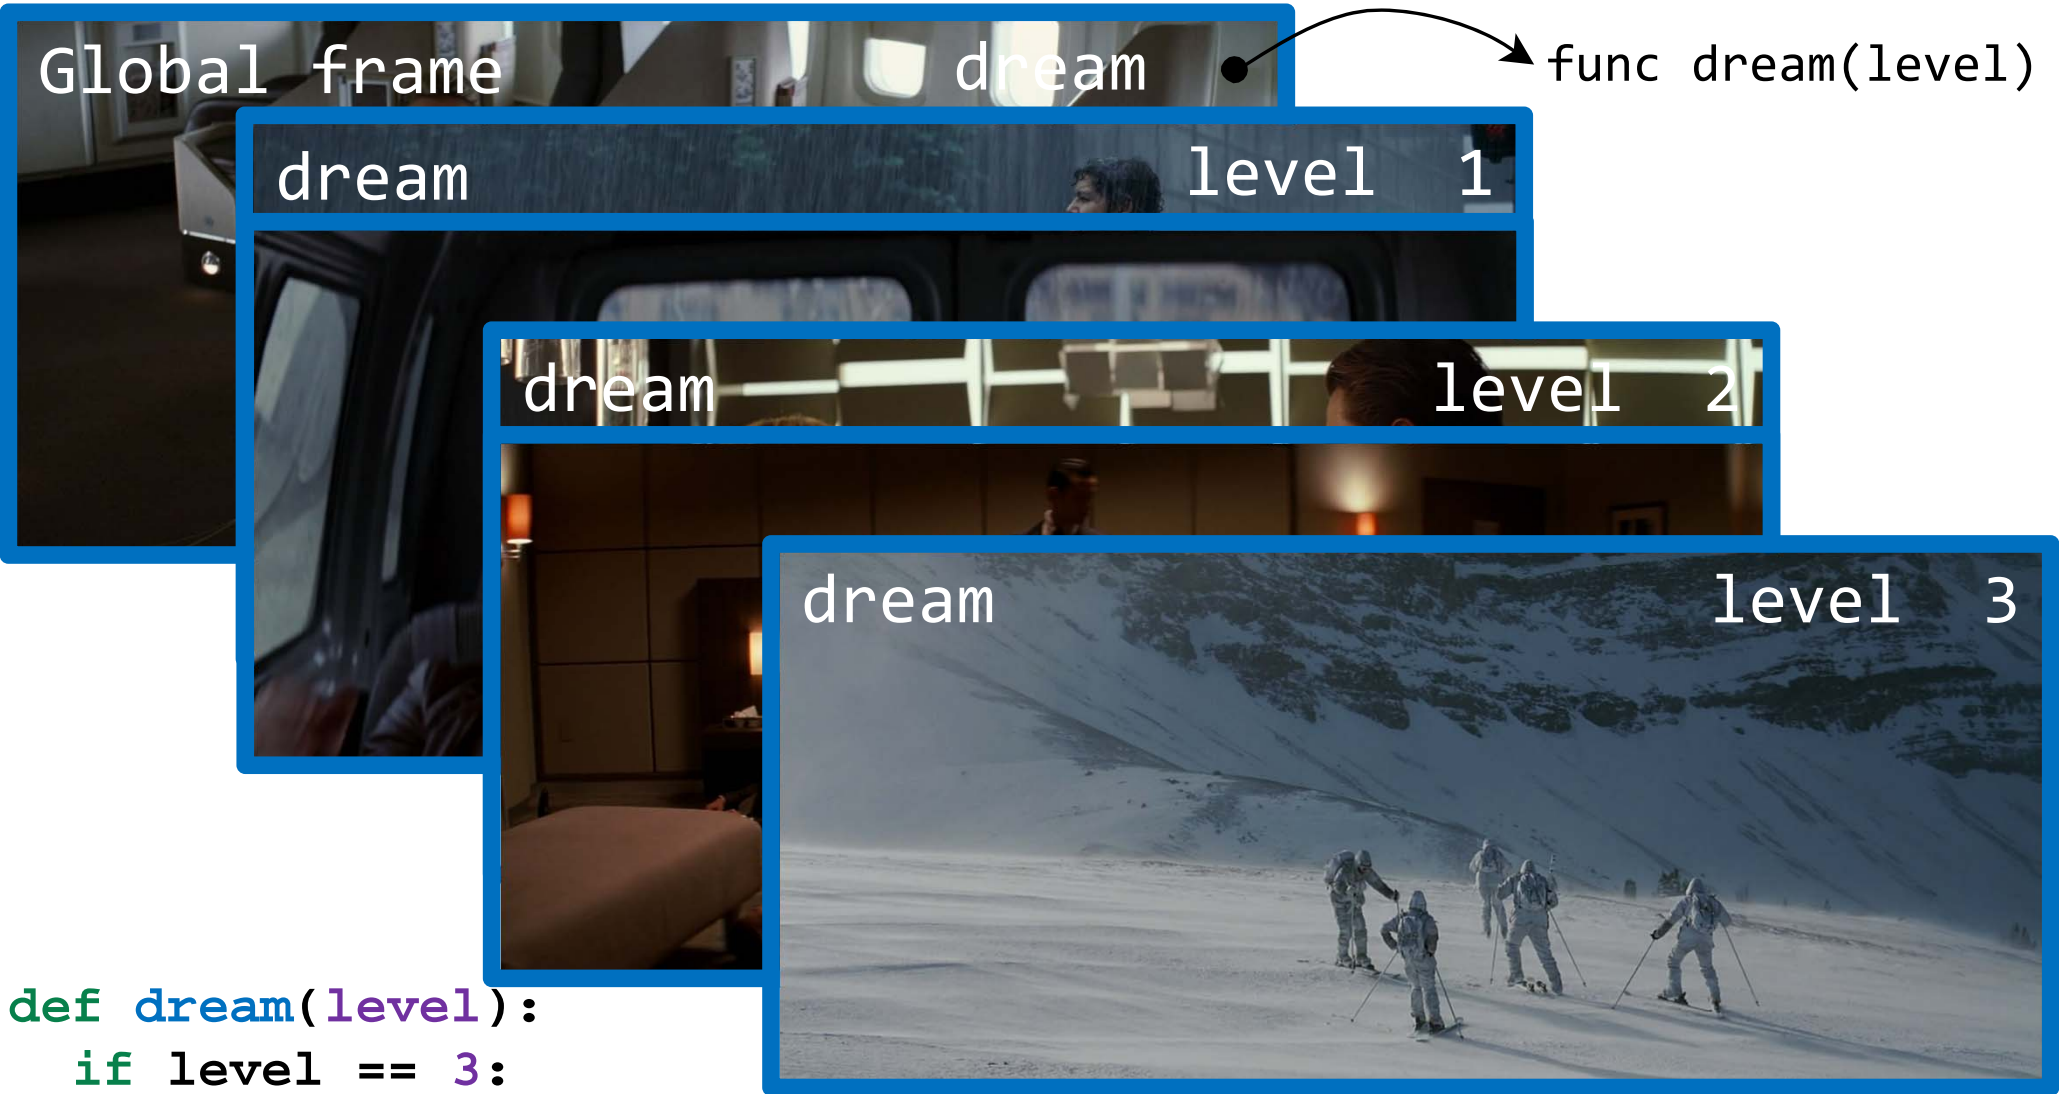 Global frame dream func dream(level)
dream level 1
dream level 2
dream level 3
def dream(level):
if level == 3: